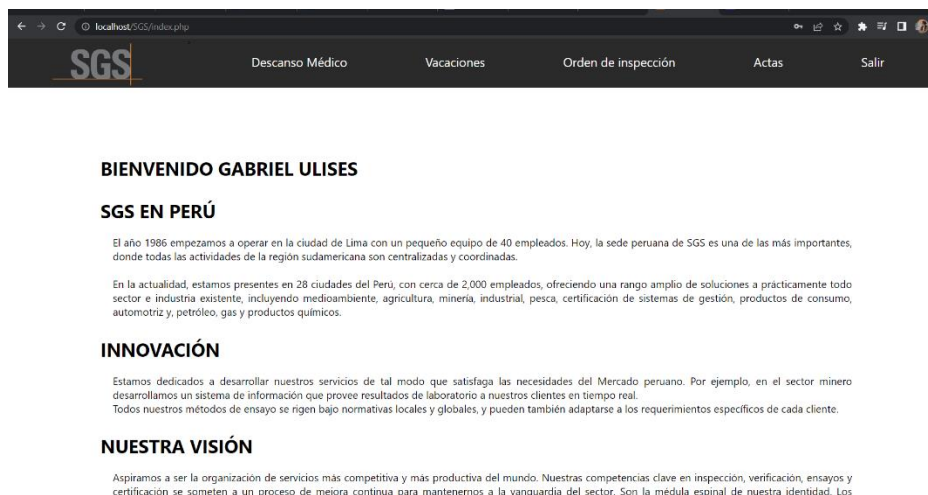 localhost/SGS/index.php
SGS
Descanso Médico Vacaciones Orden de inspección Actas Salir
BIENVENIDO GABRIEL ULISES
SGS EN PERÚ
El año 1986 empezamos a operar en la ciudad de Lima con un pequeño equipo de 40 empleados. Hoy, la sede peruana de SGS es una de las más importantes,
donde todas las actividades de la región sudamericana son centralizadas y coordinadas.
En la actualidad, estamos presentes en 28 ciudades del Perú, con cerca de 2,000 empleados, ofreciendo una rango amplio de soluciones a prácticamente todo
sector e industria existente, incluyendo medioambiente, agricultura, minería, industrial, pesca, certificación de sistemas de gestión, productos de consumo,
automotriz y, petróleo, gas y productos químicos.
INNOVACIÓN
Estamos dedicados a desarrollar nuestros servicios de tal modo que satisfaga las necesidades del Mercado peruano. Por ejemplo, en el sector minero
desarrollamos un sistema de información que provee resultados de laboratorio a nuestros clientes en tiempo real.
Todos nuestros métodos de ensayo se rigen bajo normativas locales y globales, y pueden también adaptarse a los requerimientos específicos de cada cliente.
NUESTRA VISIÓN
Aspiramos a ser la organización de servicios más competitiva y más productiva del mundo. Nuestras competencias clave en inspección, verificación, ensayos y
certificación se someten a un proceso de mejora continua para mantenernos a la vanguardia del sector. Son la médula espinal de nuestra identidad. Los